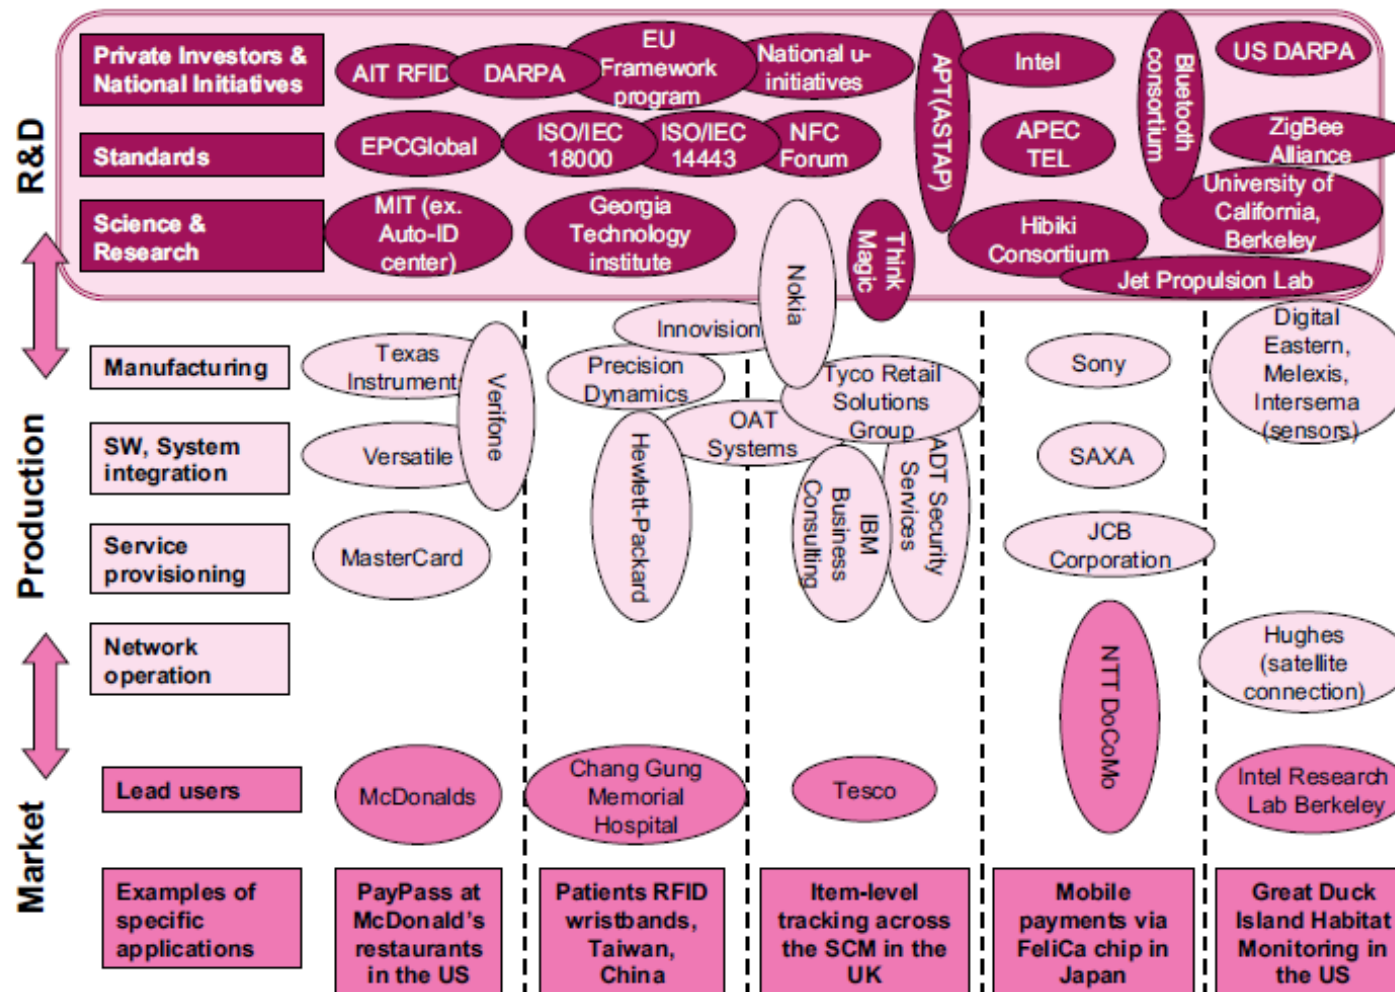 R&D
Private Investors &
National Initiatives
AIT RFID
DARPA
EU
Framework
program
National u-
initiatives
APT(ASTAP)
Intel
Bluetooth
consortium
US DARPA
Standards
EPCGlobal
ISO/IEC
18000
ISO/IEC
14443
NFC
Forum
APEC
TEL
ZigBee
Alliance
Science &
Research
MIT (ex.
Auto-ID
center)
Georgia
Technology
institute
Nokia
Think
Magic
Hibiki
Consortium
University of
California,
Berkeley
Jet Propulsion Lab
Production
Manufacturing
Texas
Instrument
Verifone
Innovision
Precision
Dynamics
Tyco Retail
Solutions
Group
Sony
Digital
Eastern,
Melexis,
Intersema
(sensors)
SW, System
integration
Versatile
Hewlett-Packard
OAT
Systems
IBM
Business
Consulting
ADT Security
Services
SAXA
Service
provisioning
MasterCard
JCB
Corporation
Network
operation
NTT DoCoMo
Hughes
(satellite
connection)
Market
Lead users
McDonalds
Chang Gung
Memorial
Hospital
Tesco
Intel Research
Lab Berkeley
Examples of
specific
applications
PayPass at
McDonald's
restaurants
in the US
Patients RFID
wristbands,
Taiwan,
China
Item-level
tracking across
the SCM in the
UK
Mobile
payments via
FeliCa chip in
Japan
Great Duck
Island Habitat
Monitoring in
the US